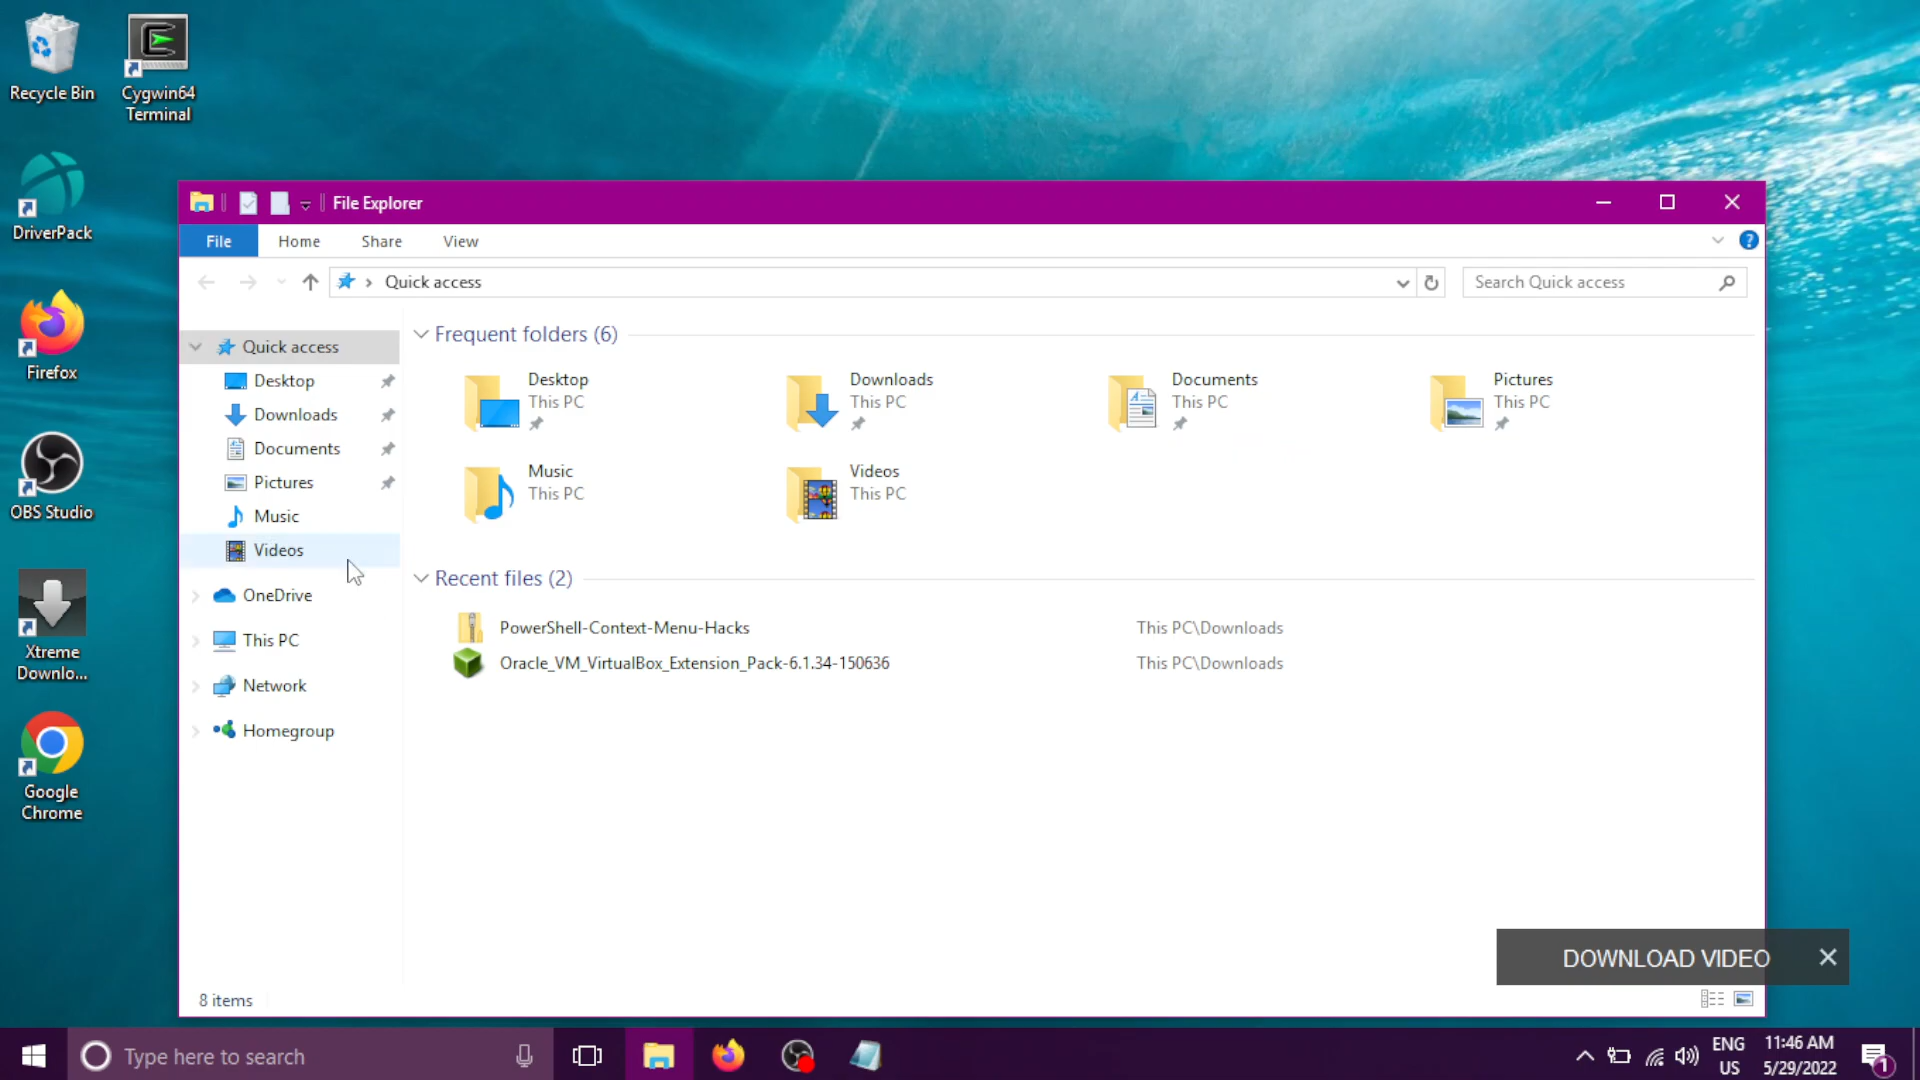 Recycle Bin
Cygwin64
Terminal
DriverPack
Firefox
OBS Studio
Xtreme
Downlo...
Google
Chrome
File Explorer
File
Home
Share
View
Quick access
Search Quick access
Quick access
Desktop
Downloads
Documents
Pictures
Music
Videos
OneDrive
This PC
Network
Homegroup
Frequent folders (6)
Desktop
This PC
Downloads
This PC
Documents
This PC
Pictures
This PC
Music
This PC
Videos
This PC
Recent files (2)
PowerShell-Context-Menu-Hacks
This PC\Downloads
Oracle_VM_VirtualBox_Extension_Pack-6.1.34-150636
This PC\Downloads
DOWNLOAD VIDEO
8 items
Type here to search
ENG
US
11:46 AM
5/29/2022
1